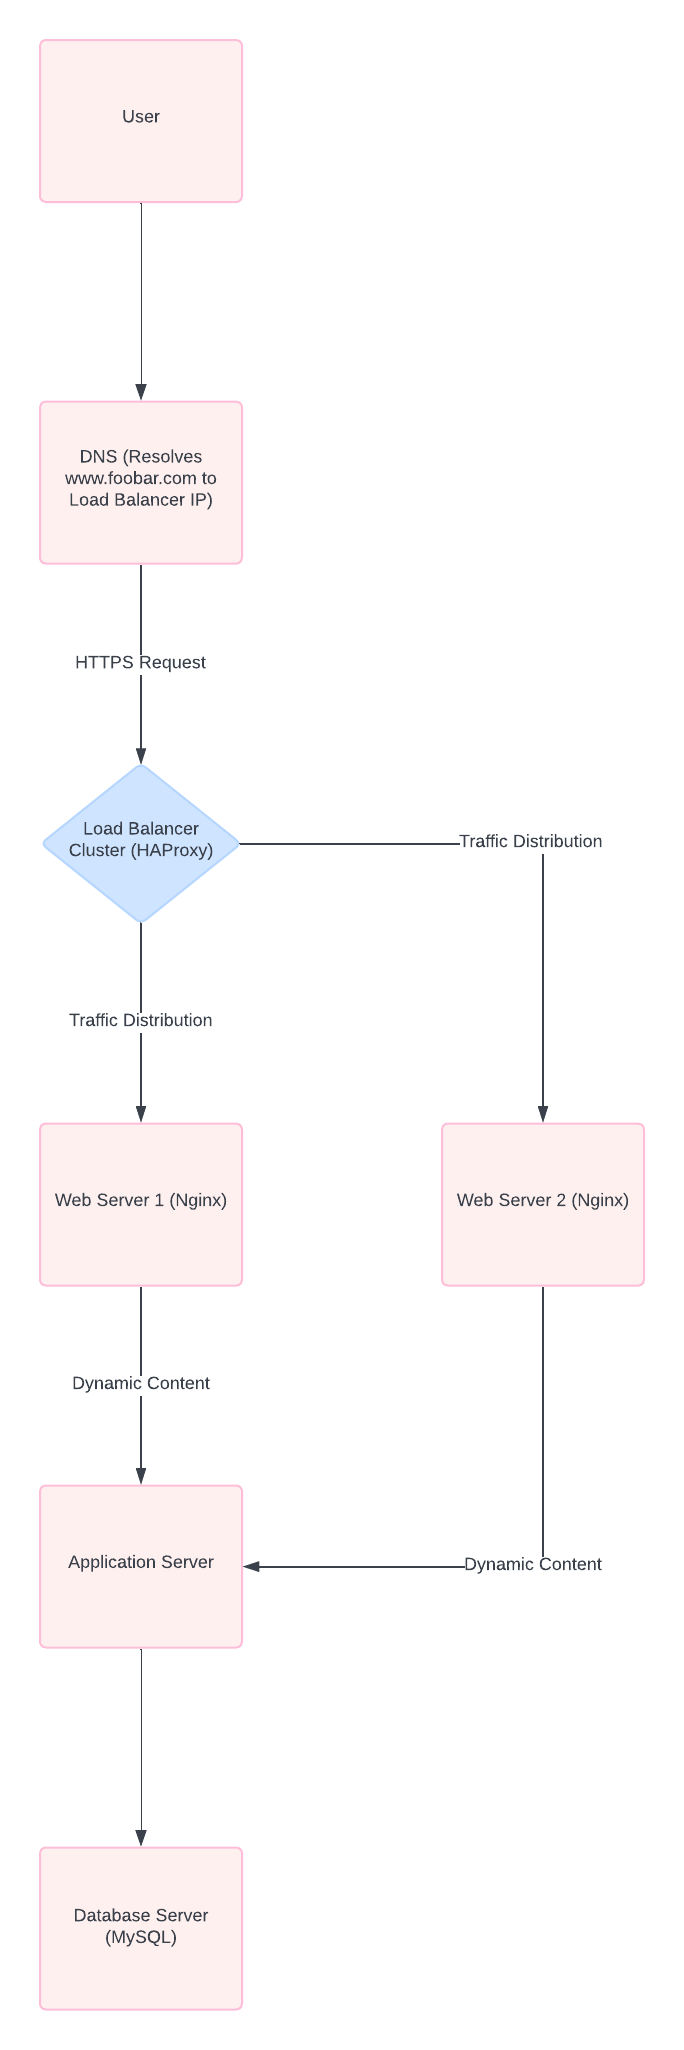 User
DNS (Resolves
www.foobar.com to
Load Balancer IP)
HTTPS Request
Load Balancer
Cluster (HAProxy)
Traffic Distribution
Traffic Distribution
Web Server 1 (Nginx)
Web Server 2 (Nginx)
Dynamic Content
Application Server
Dynamic Content
Database Server
(MySQL)